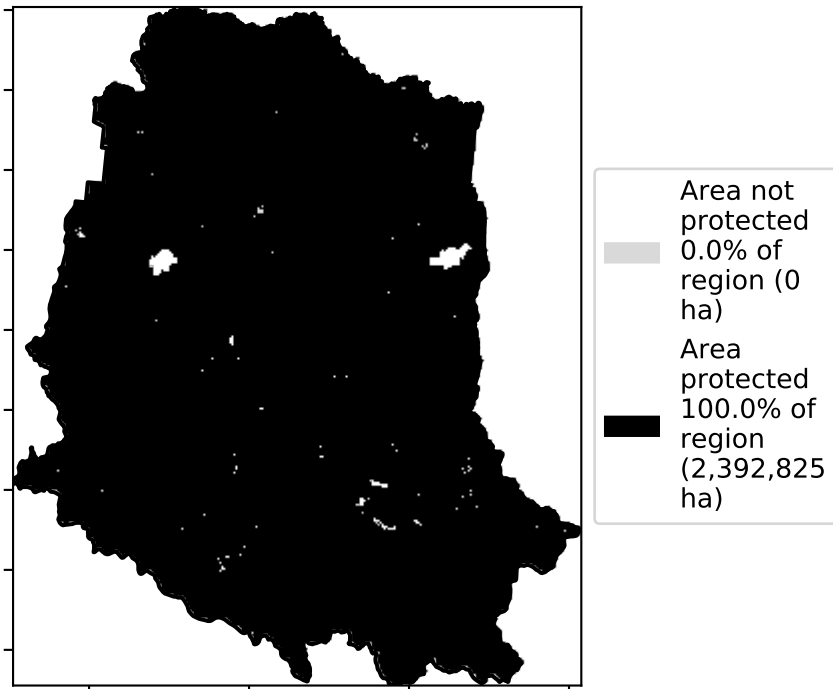 Area not
protected
0.0% of
region (0
ha)
Area
protected
100.0% of
region
(2,392,825
ha)